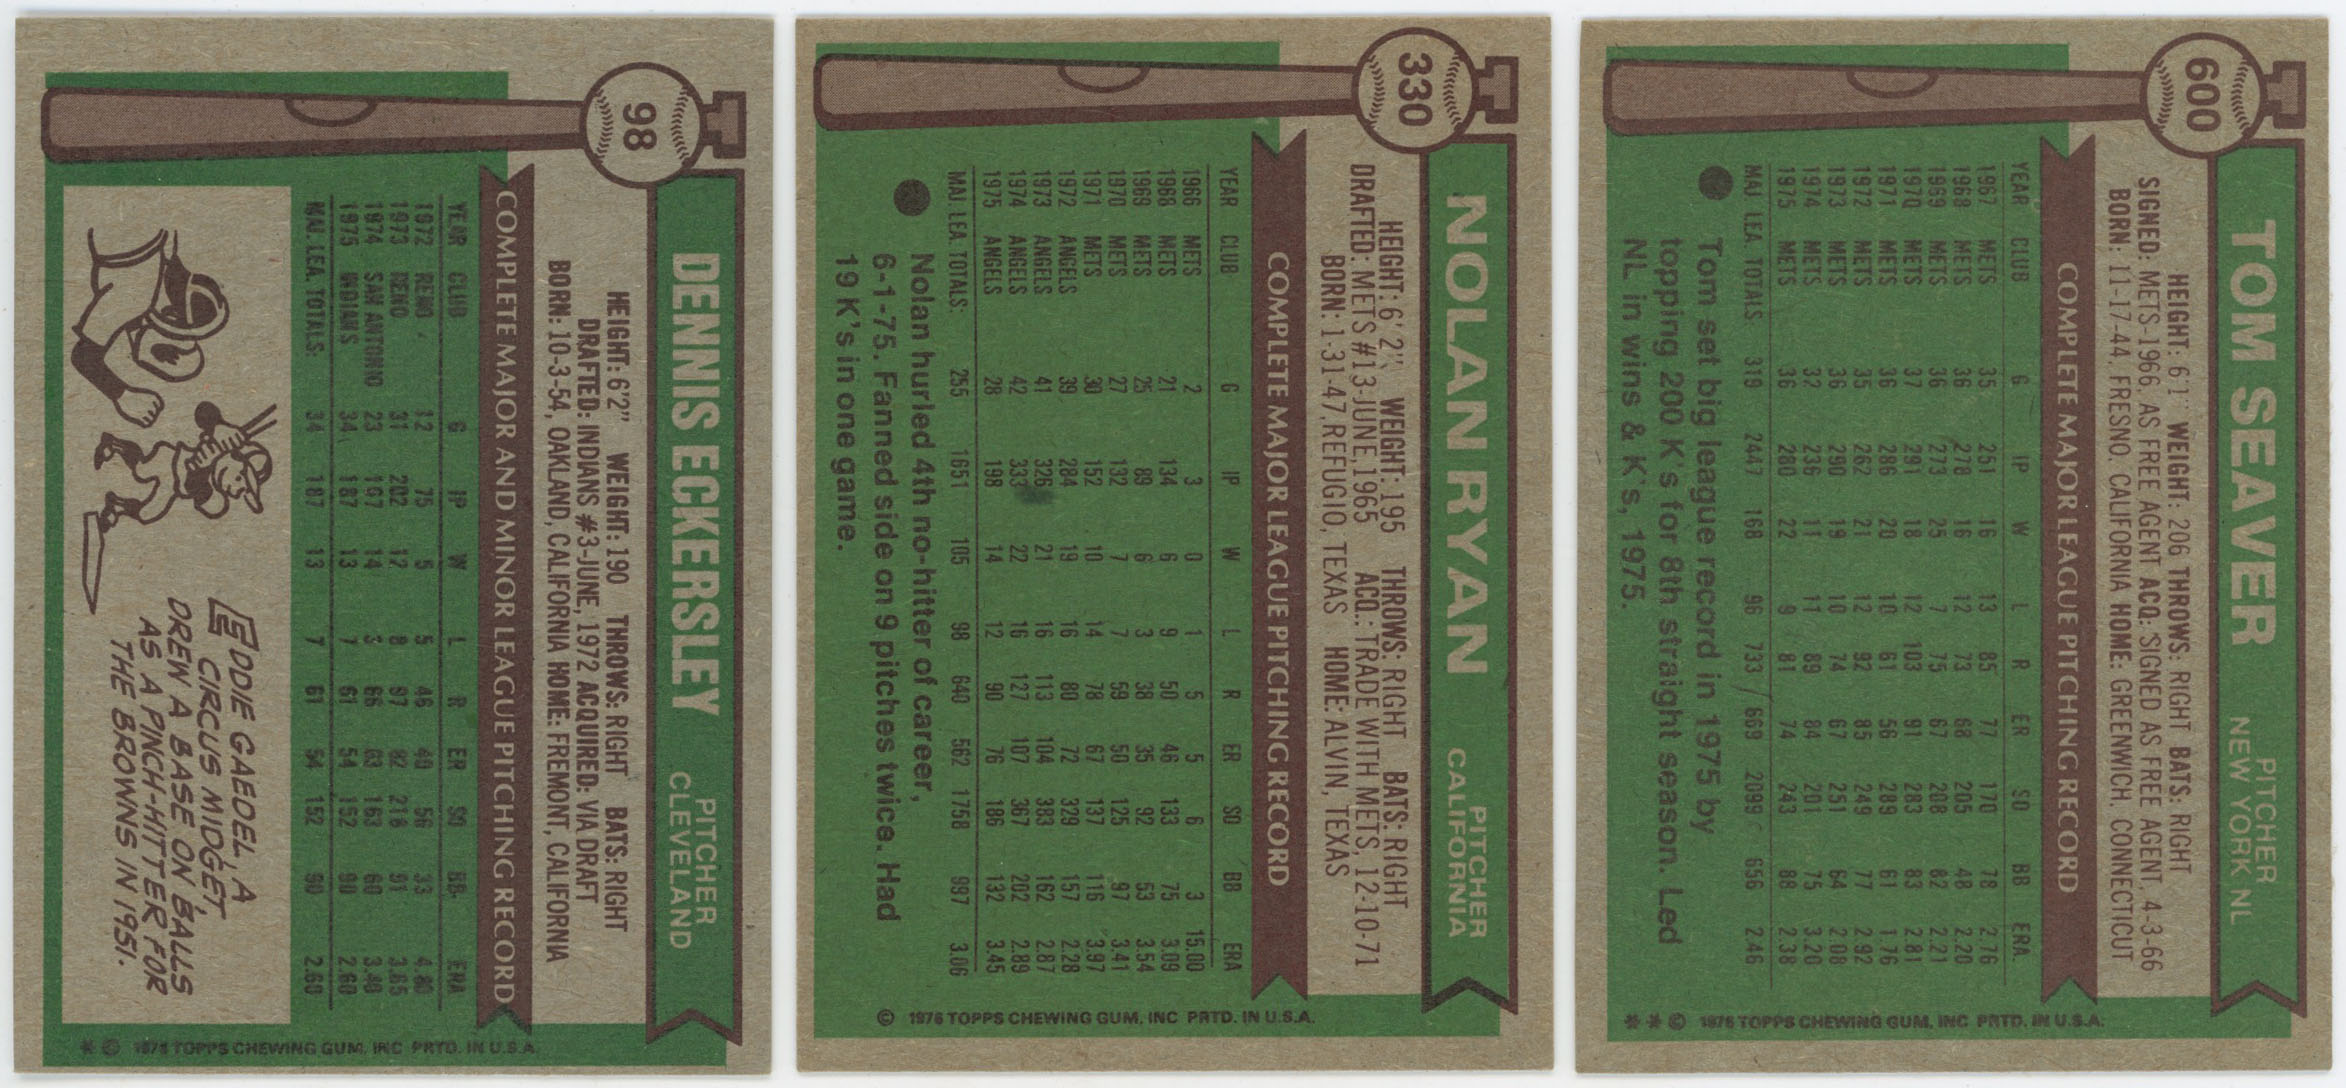 98
DENNIS ECKERSLEY
PITCHER
CLEVELAND
HEIGHT: 6'2" WEIGHT: 190 THROWS: RIGHT BATS: RIGHT
DRAFTED: INDIANS #3-JUNE, 1972 ACQUIRED: VIA DRAFT
BORN: 10-3-54, OAKLAND, CALIFORNIA HOME: FREMONT, CALIFORNIA
COMPLETE MAJOR AND MINOR LEAGUE PITCHING RECORD
YEAR CLUB G IP W L R ER SO BB ERA
1972 RENO 12 75 5 5 46 40 56 33 4.80
1973 RENO 31 202 12 8 97 82 218 91 3.65
1974 SAN ANTONIO 23 167 14 3 66 63 163 60 3.40
1975 INDIANS 34 187 13 7 61 54 152 90 2.60
MAJ. LEA. TOTALS: 34 187 13 7 61 54 152 90 2.60
EDDIE GAEDEL, A
CIRCUS MIDGET,
DREW A BASE ON BALLS
AS A PINCH-HITTER FOR
THE BROWNS IN 1951.
* © 1976 TOPPS CHEWING GUM, INC PRTD. IN U.S.A.
330
NOLAN RYAN
PITCHER
CALIFORNIA
HEIGHT: 6'2" WEIGHT: 195 THROWS: RIGHT BATS: RIGHT
DRAFTED: METS #13-JUNE, 1965 ACQ.: TRADE WITH METS, 12-10-71
BORN: 1-31-47, REFUGIO, TEXAS HOME: ALVIN, TEXAS
COMPLETE MAJOR LEAGUE PITCHING RECORD
YEAR CLUB G IP W L R ER SO BB ERA
1966 METS 2 3 0 1 5 5 6 3 15.00
1968 METS 21 134 6 9 50 46 133 75 3.09
1969 METS 25 89 6 3 38 35 92 53 3.54
1970 METS 27 132 7 7 59 50 125 97 3.41
1971 METS 30 152 10 14 78 67 137 116 3.97
1972 ANGELS 39 284 19 16 80 72 329 157 2.28
1973 ANGELS 41 326 21 16 113 104 383 162 2.87
1974 ANGELS 42 333 22 16 127 107 367 202 2.89
1975 ANGELS 28 198 14 12 90 76 186 132 3.45
MAJ. LEA. TOTALS: 255 1651 105 98 640 562 1758 997 3.06
Nolan hurled 4th no-hitter of career,
6-1-75. Fanned side on 9 pitches twice. Had
19 K's in one game.
© 1976 TOPPS CHEWING GUM, INC PRTD. IN U.S.A.
600
TOM SEAVER
PITCHER
NEW YORK NL
HEIGHT: 6'1" WEIGHT: 206 THROWS: RIGHT BATS: RIGHT
SIGNED: METS-1966, AS FREE AGENT ACQ: SIGNED AS FREE AGENT, 4-3-66
BORN: 11-17-44, FRESNO, CALIFORNIA HOME: GREENWICH, CONNECTICUT
COMPLETE MAJOR LEAGUE PITCHING RECORD
YEAR CLUB G IP W L R ER SO BB ERA
1967 METS 35 251 16 13 85 77 170 78 2.76
1968 METS 36 278 16 12 73 68 205 48 2.20
1969 METS 36 273 25 7 75 67 208 82 2.21
1970 METS 37 291 18 12 103 91 283 83 2.81
1971 METS 36 286 20 10 61 56 289 61 1.76
1972 METS 35 262 21 12 92 85 249 77 2.92
1973 METS 36 290 19 10 74 67 251 64 2.08
1974 METS 32 236 11 11 89 84 201 75 3.20
1975 METS 36 280 22 9 81 74 243 88 2.38
MAJ LEA TOTALS 319 2447 168 96 733 669 2099 656 2.46
Tom set big league record in 1975 by
topping 200 K's for 8th straight season. Led
NL in wins & K's, 1975.
* * © 1976 TOPPS CHEWING GUM, INC PRTD. IN U.S.A.